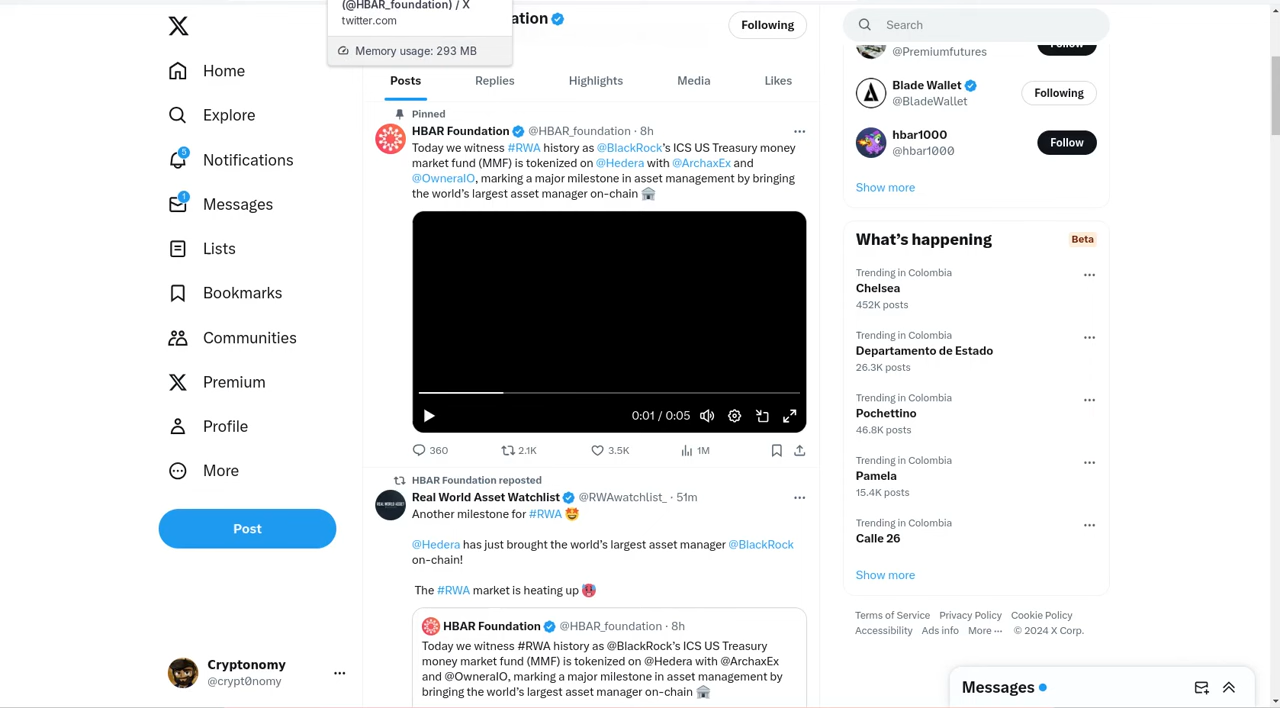 (@HBAR_foundation) / X
twitter.com
Memory usage: 293 MB
ation
Following
Posts
Replies
Highlights
Media
Likes
Home
Explore
5
Notifications
1
Messages
Lists
Bookmarks
Communities
Premium
Profile
More
Post
Cryptonomy
@crypt0nomy
Pinned
HBAR Foundation @HBAR_foundation · 8h
Today we witness #RWA history as @BlackRock’s ICS US Treasury money
market fund (MMF) is tokenized on @Hedera with @ArchaxEx and
@OwneraIO, marking a major milestone in asset management by bringing
the world’s largest asset manager on-chain 🏦
0:01 / 0:05
360
2.1K
3.5K
1M
HBAR Foundation reposted
REAL WORLD ASSET
Real World Asset Watchlist @RWAwatchlist_ · 51m
Another milestone for #RWA 🤩
@Hedera has just brought the world’s largest asset manager @BlackRock
on-chain!
The #RWA market is heating up 🥵
HBAR Foundation @HBAR_foundation · 8h
Today we witness #RWA history as @BlackRock’s ICS US Treasury
money market fund (MMF) is tokenized on @Hedera with @ArchaxEx
and @OwneraIO, marking a major milestone in asset management by
bringing the world’s largest asset manager on-chain 🏦
Search
@Premiumfutures
Follow
Blade Wallet
@BladeWallet
Following
hbar1000
@hbar1000
Follow
Show more
What’s happening
Beta
Trending in Colombia
Chelsea
452K posts
Trending in Colombia
Departamento de Estado
26.3K posts
Trending in Colombia
Pochettino
46.8K posts
Trending in Colombia
Pamela
15.4K posts
Trending in Colombia
Calle 26
Show more
Terms of Service Privacy Policy Cookie Policy
Accessibility Ads info More ··· © 2024 X Corp.
Messages